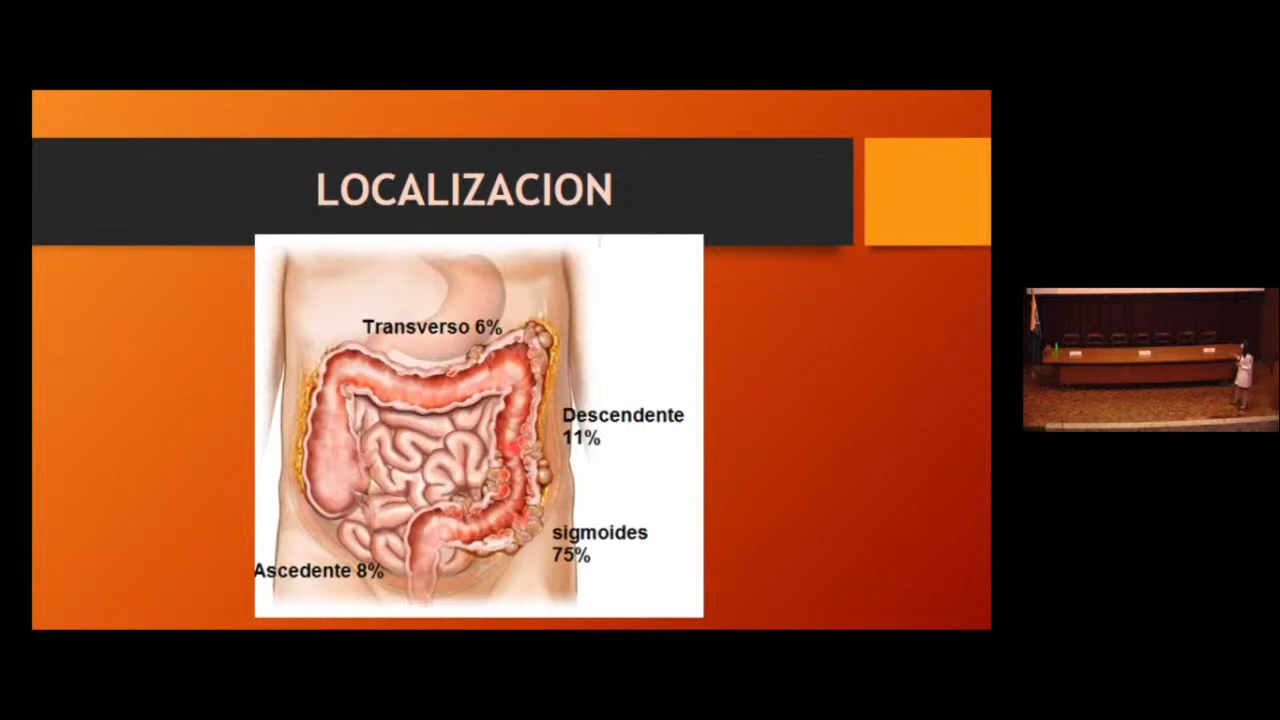 LOCALIZACION
Transverso 6%
Descendente
11%
sigmoides
75%
Ascedente 8%